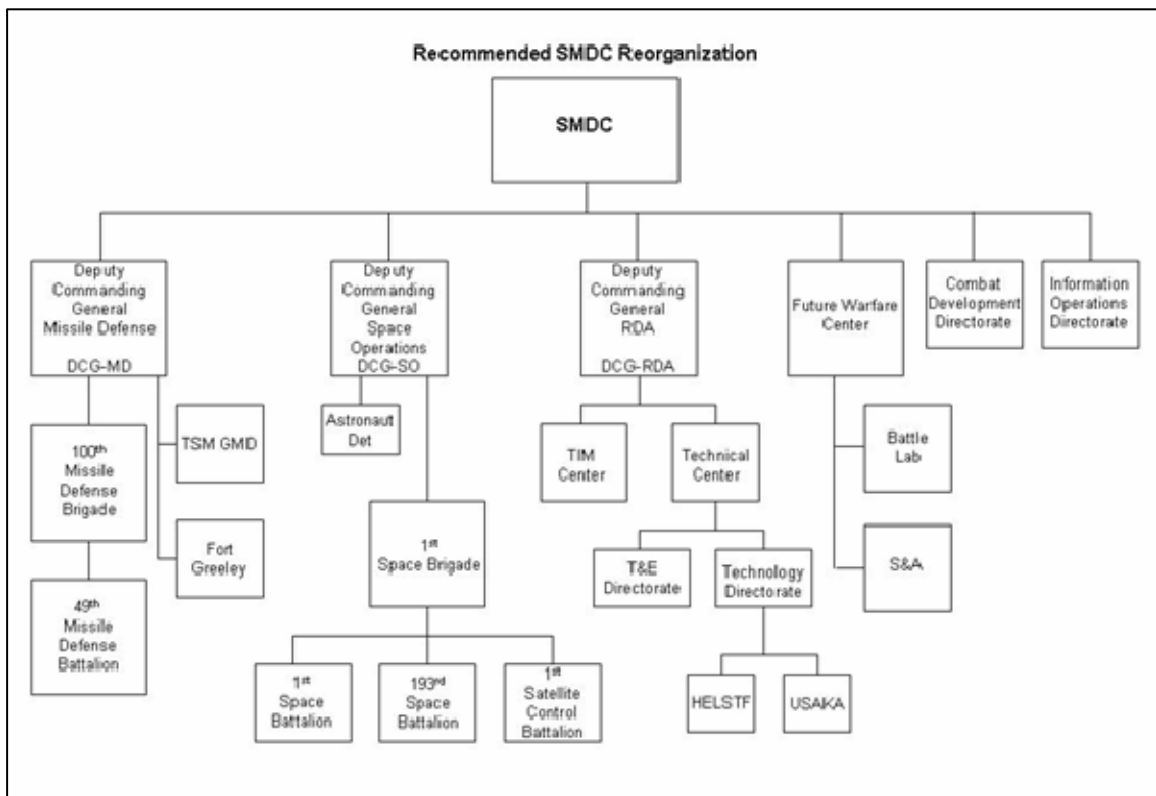 Recommended SMDC Reorganization
SMDC
Deputy
Commanding
General
Missile Defense
DCG-MD
Deputy
Commanding
General
Space
Operations
DCG-SO
Deputy
Commanding
General
RDA
DCG-RDA
Future Warfare
Center
Combat
Development
Directorate
Information
Operations
Directorate
100th
Missile
Defense
Brigade
TSM GMD
Fort
Greeley
49th
Missile
Defense
Battalion
Astronaut
Det
1st
Space Brigade
1st
Space
Battalion
193rd
Space
Battalion
1st
Satellite
Control
Battalion
TIM
Center
Technical
Center
T&E
Directorate
Technology
Directorate
HELSTF
USAKA
Battle
Lab
S&A